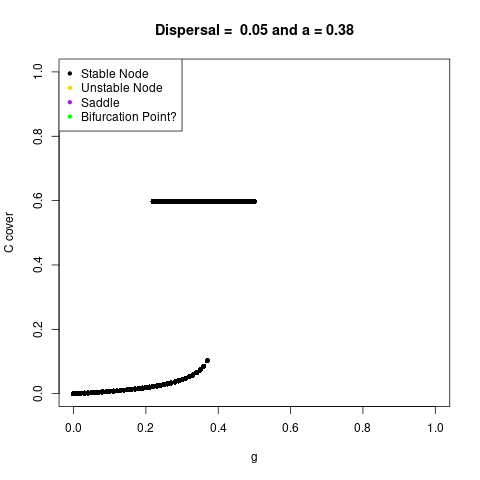 Dispersal =  0.05 and a = 0.38
Stable Node
Unstable Node
Saddle
Bifurcation Point?
C cover
1.0
0.8
0.6
0.4
0.2
0.0
0.0 0.2 0.4 0.6 0.8 1.0
g